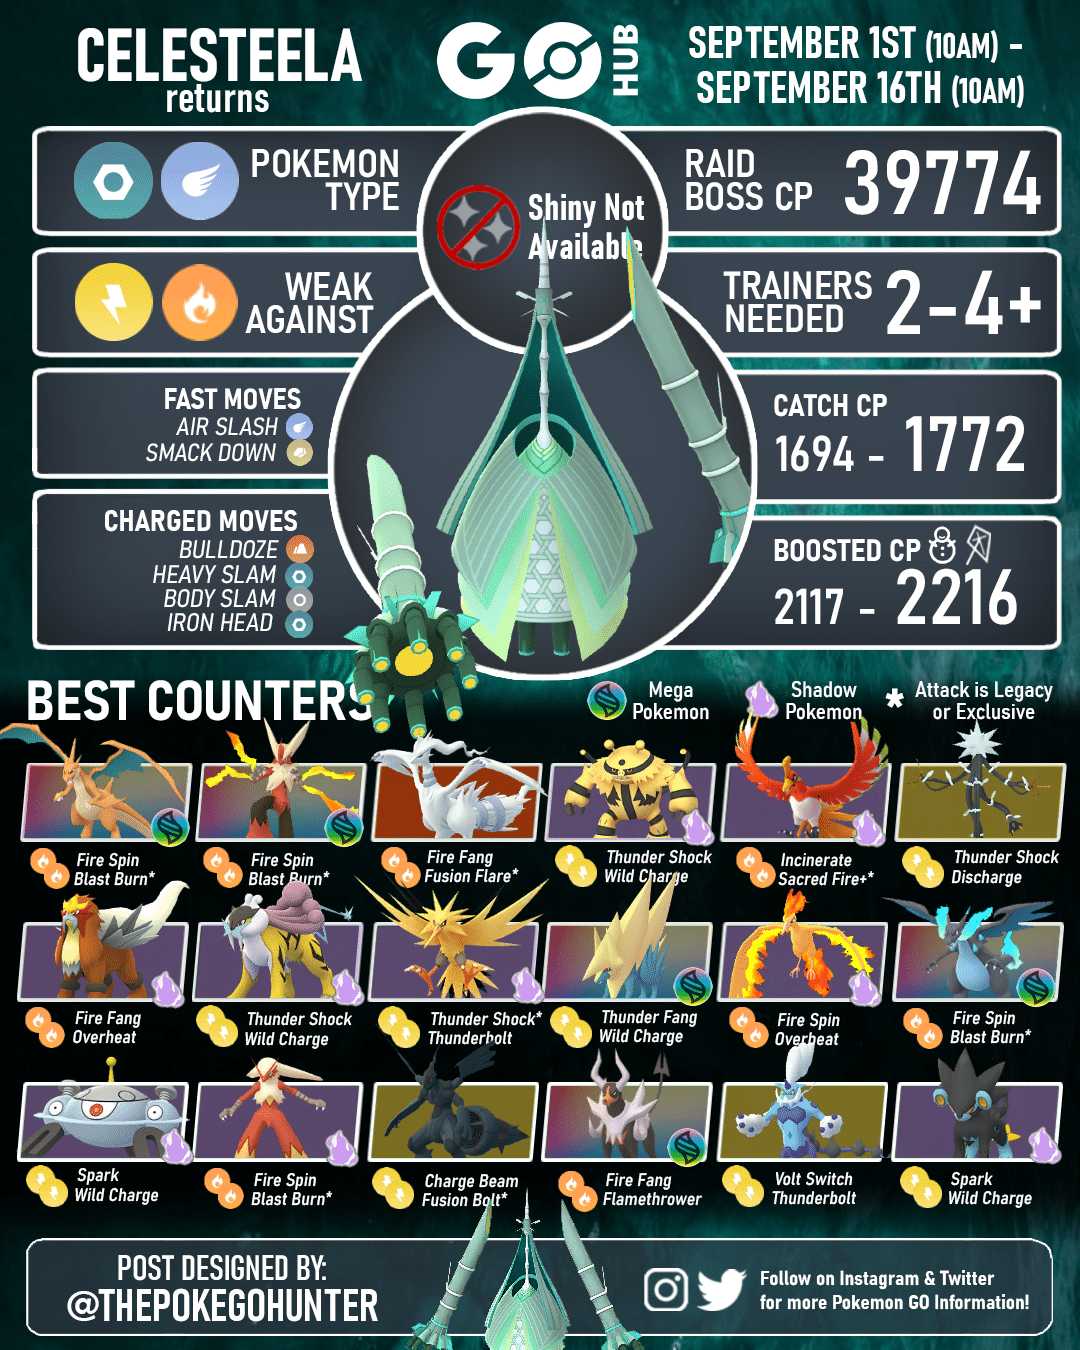 CELESTEELA
returns
GO HUB
SEPTEMBER 1ST (10AM) -
SEPTEMBER 16TH (10AM)
POKEMON
TYPE
Shiny Not
Available
RAID
BOSS CP 39774
WEAK
AGAINST
TRAINERS
NEEDED 2-4+
FAST MOVES
AIR SLASH
SMACK DOWN
CATCH CP
1694 - 1772
CHARGED MOVES
BULLDOZE
HEAVY SLAM
BODY SLAM
IRON HEAD
BOOSTED CP
2117 - 2216
BEST COUNTERS
Mega
Pokemon
Shadow
Pokemon
* Attack is Legacy
or Exclusive
Fire Spin
Blast Burn*
Fire Spin
Blast Burn*
Fire Fang
Fusion Flare*
Thunder Shock
Wild Charge
Incinerate
Sacred Fire+*
Thunder Shock
Discharge
Fire Fang
Overheat
Thunder Shock
Wild Charge
Thunder Shock*
Thunderbolt
Thunder Fang
Wild Charge
Fire Spin
Overheat
Fire Spin
Blast Burn*
Spark
Wild Charge
Fire Spin
Blast Burn*
Charge Beam
Fusion Bolt*
Fire Fang
Flamethrower
Volt Switch
Thunderbolt
Spark
Wild Charge
POST DESIGNED BY:
@THEPOKEGOHUNTER
Follow on Instagram & Twitter
for more Pokemon GO Information!